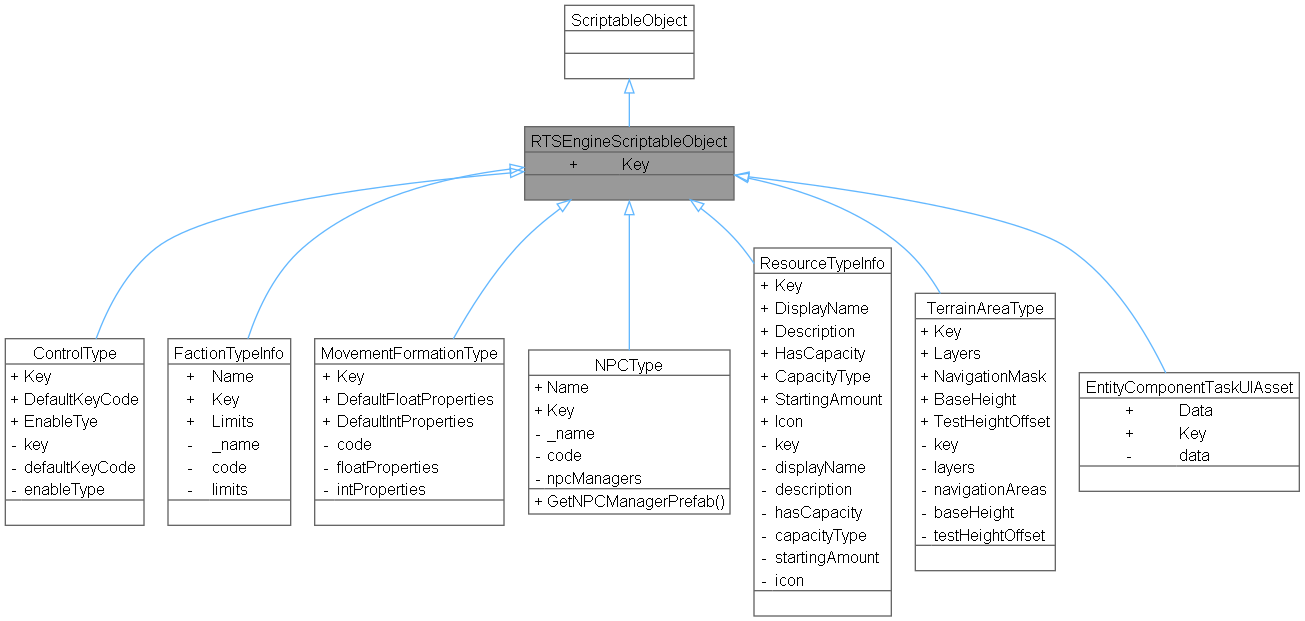 ScriptableObject
RTSEngineScriptableObject
+ Key
ControlType
+ Key
+ DefaultKeyCode
+ EnableTye
- key
- defaultKeyCode
- enableType
FactionTypeInfo
+ Name
+ Key
+ Limits
- _name
- code
- limits
MovementFormationType
+ Key
+ DefaultFloatProperties
+ DefaultIntProperties
- code
- floatProperties
- intProperties
NPCType
+ Name
+ Key
- _name
- code
- npcManagers
+ GetNPCManagerPrefab()
ResourceTypeInfo
+ Key
+ DisplayName
+ Description
+ HasCapacity
+ CapacityType
+ StartingAmount
+ Icon
- key
- displayName
- description
- hasCapacity
- capacityType
- startingAmount
- icon
TerrainAreaType
+ Key
+ Layers
+ NavigationMask
+ BaseHeight
+ TestHeightOffset
- key
- layers
- navigationAreas
- baseHeight
- testHeightOffset
EntityComponentTaskUIAsset
+ Data
+ Key
- data